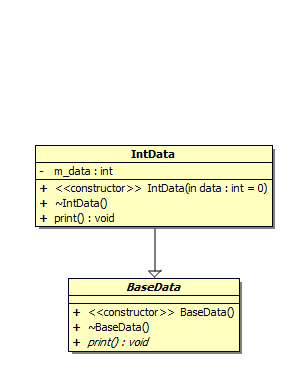 IntData
- m_data : int
+ <<constructor>> IntData(in data : int = 0)
+ ~IntData()
+ print() : void
BaseData
+ <<constructor>> BaseData()
+ ~BaseData()
+ print() : void